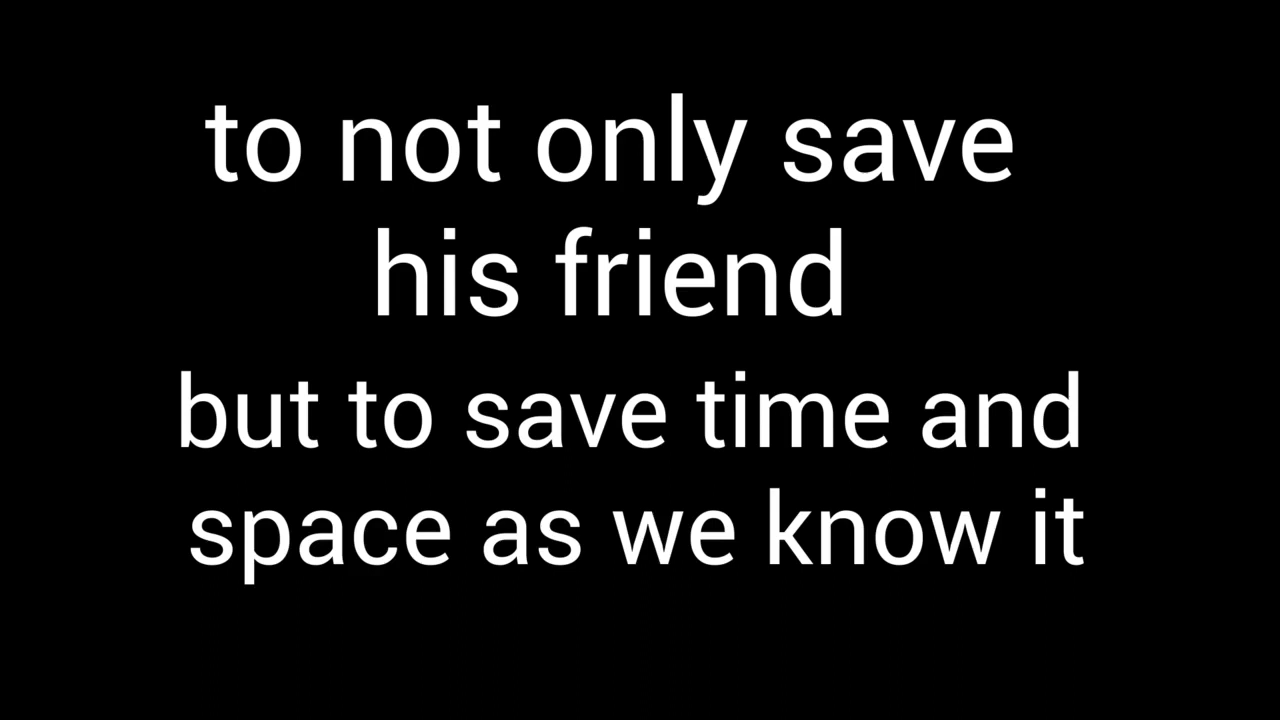 to not only save
his friend
but to save time and
space as we know it